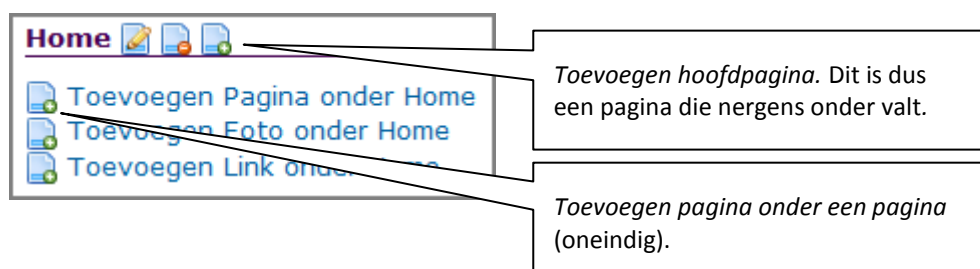 Home
Toevoegen Pagina onder Home
Toevoegen Foto onder Home
Toevoegen Link onder Home
Toevoegen hoofdpagina. Dit is dus
een pagina die nergens onder valt.
Toevoegen pagina onder een pagina
(oneindig).